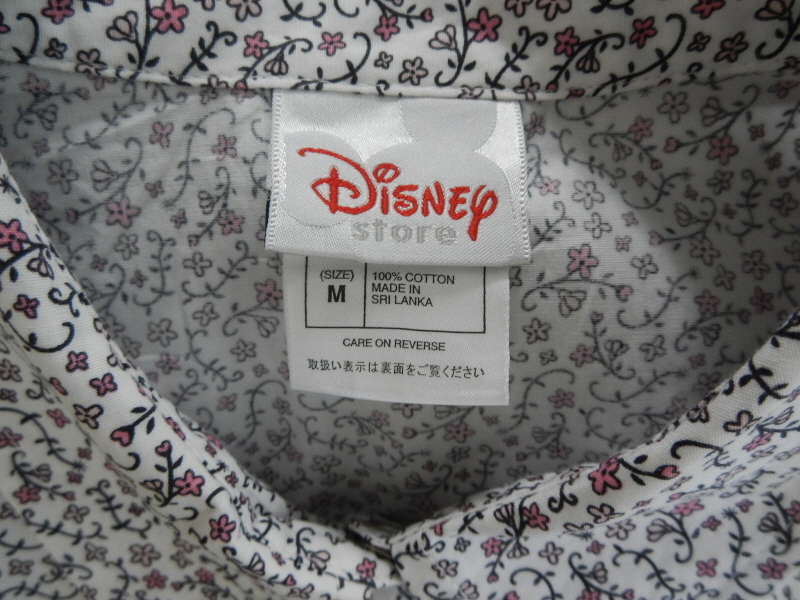 Disney
store
(SIZE)
M
100% COTTON
MADE IN
SRI LANKA
CARE ON REVERSE
取扱い表示は裏面をご覧ください